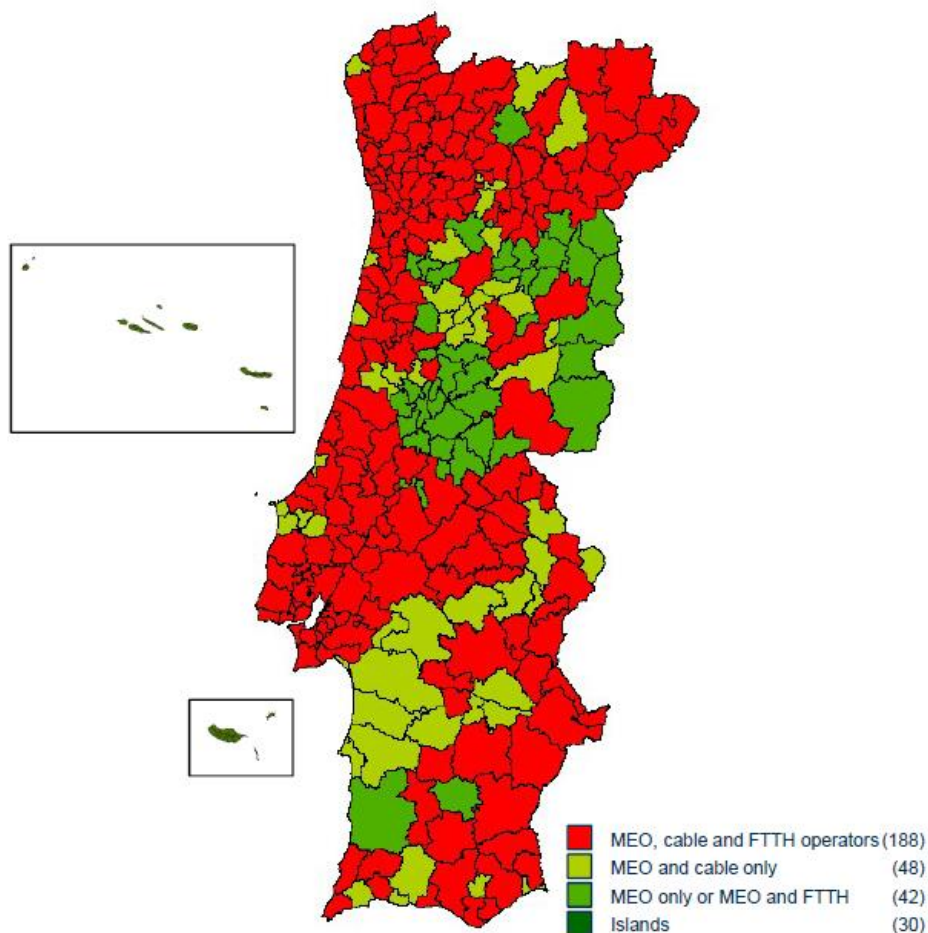 MEO, cable and FTTH operators (188)
MEO and cable only (48)
MEO only or MEO and FTTH (42)
Islands (30)